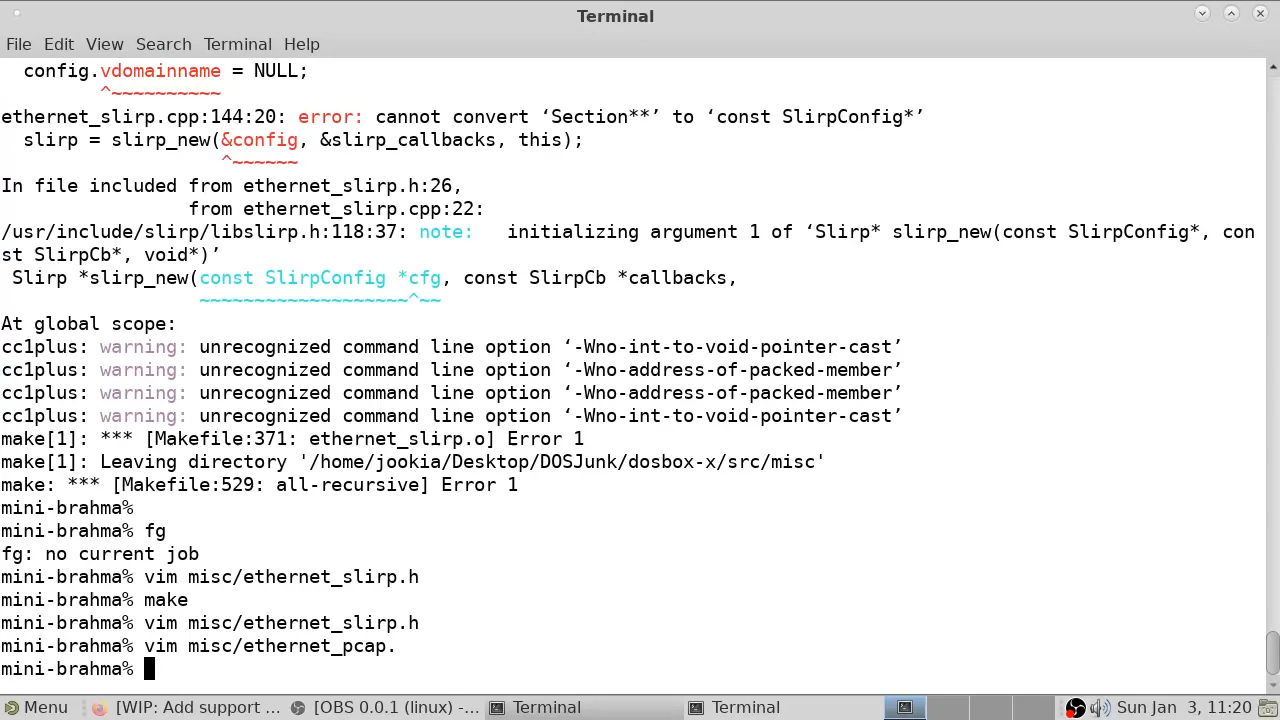 Terminal
File Edit View Search Terminal Help
config.vdomainname = NULL;
^~~~~~~~~~~
ethernet_slirp.cpp:144:20: error: cannot convert ‘Section**’ to ‘const SlirpConfig*’
slirp = slirp_new(&config, &slirp_callbacks, this);
^~~~~~~
In file included from ethernet_slirp.h:26,
from ethernet_slirp.cpp:22:
/usr/include/slirp/libslirp.h:118:37: note:   initializing argument 1 of ‘Slirp* slirp_new(const SlirpConfig*, con
st SlirpCb*, void*)’
Slirp *slirp_new(const SlirpConfig *cfg, const SlirpCb *callbacks,
~~~~~~~~~~~~~~~~~~~^~~
At global scope:
cc1plus: warning: unrecognized command line option ‘-Wno-int-to-void-pointer-cast’
cc1plus: warning: unrecognized command line option ‘-Wno-address-of-packed-member’
cc1plus: warning: unrecognized command line option ‘-Wno-address-of-packed-member’
cc1plus: warning: unrecognized command line option ‘-Wno-int-to-void-pointer-cast’
make[1]: *** [Makefile:371: ethernet_slirp.o] Error 1
make[1]: Leaving directory '/home/jookia/Desktop/DOSJunk/dosbox-x/src/misc'
make: *** [Makefile:529: all-recursive] Error 1
mini-brahma%
mini-brahma% fg
fg: no current job
mini-brahma% vim misc/ethernet_slirp.h
mini-brahma% make
mini-brahma% vim misc/ethernet_slirp.h
mini-brahma% vim misc/ethernet_pcap.
mini-brahma%
Menu [WIP: Add support ... [OBS 0.0.1 (linux) -... Terminal Terminal Sun Jan 3, 11:20